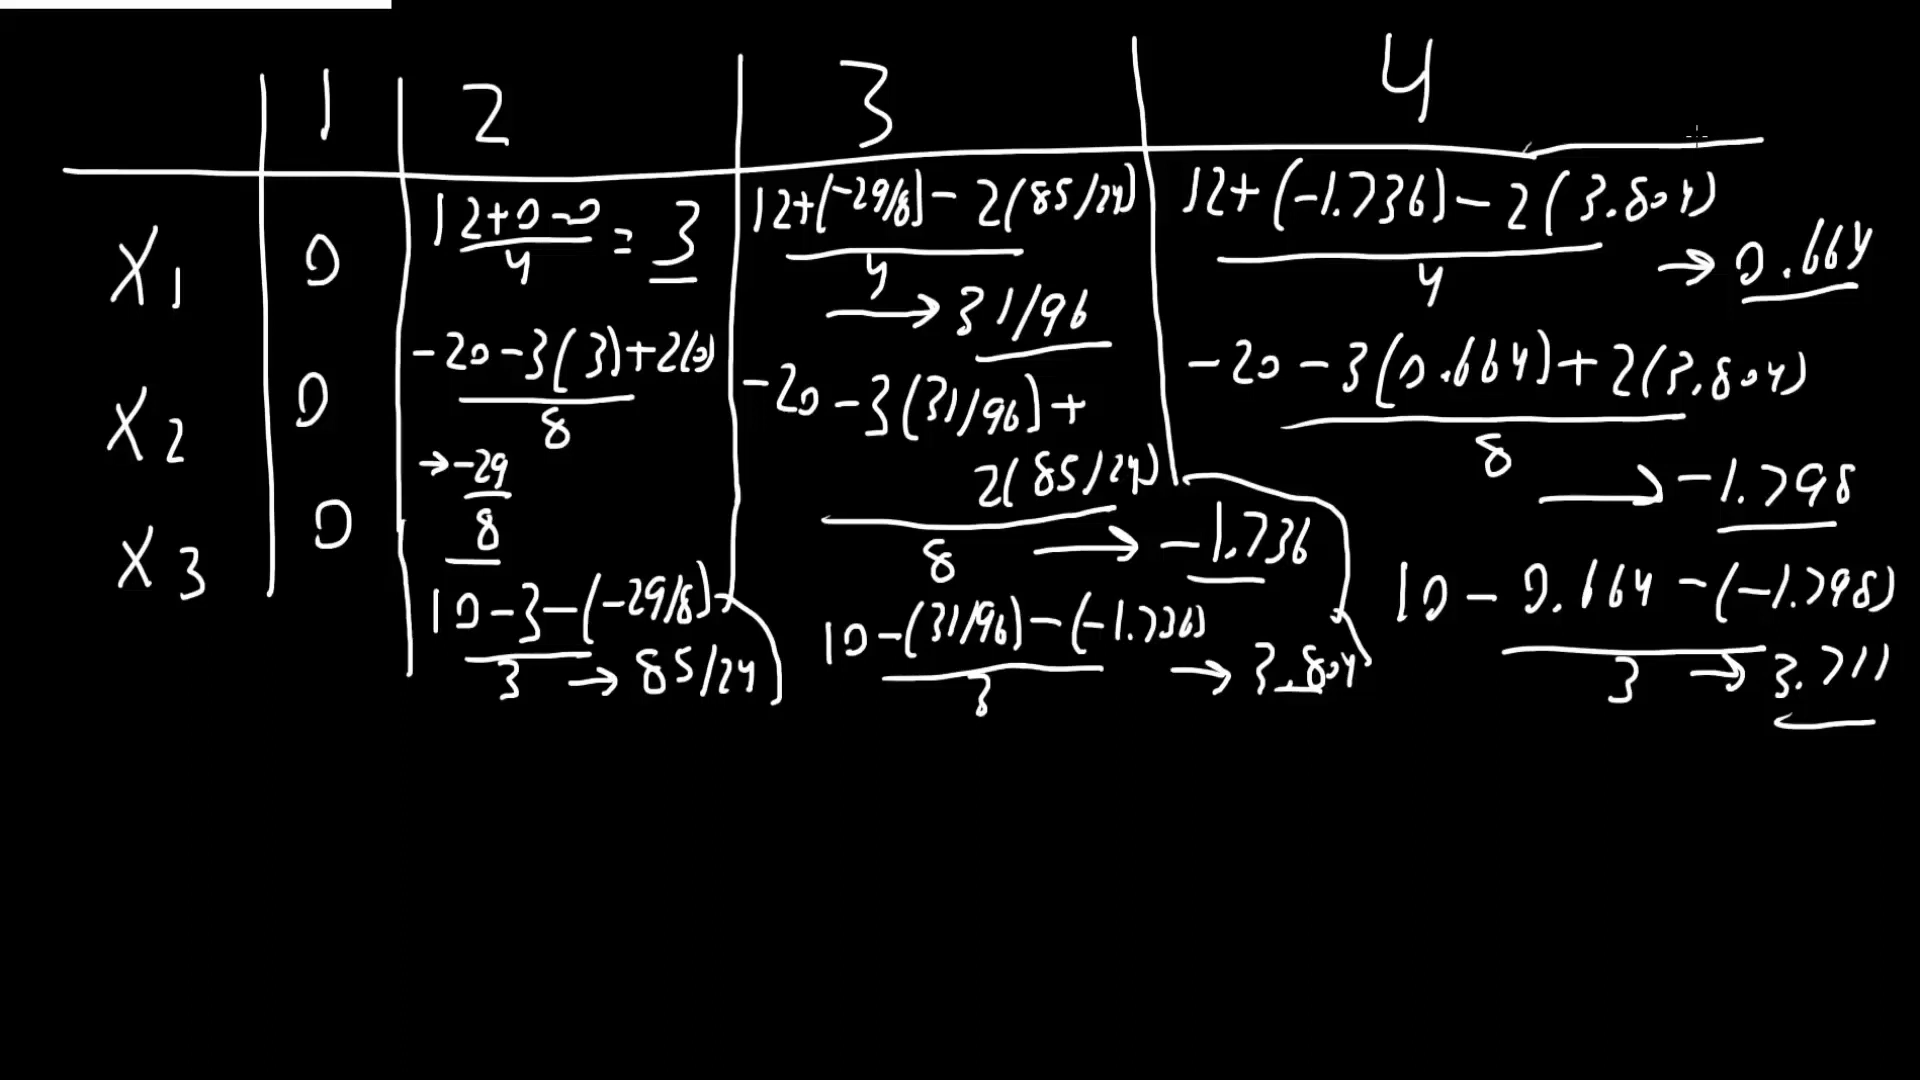 1 2 3 4
X1 0 12+0-0/4 = 3 12+(-29/8)-2(85/24)/4 → 31/96 12+(-1.736)-2(3.804)/4 → 0.664
X2 0 -20-3(3)+2(0)/8 → -29/8 -20-3(31/96)+2(85/24)/8 → -1.736 -20-3(0.664)+2(3.804)/8 → -1.798
X3 0 10-3-(-29/8)/3 → 85/24 10-(31/96)-(-1.736)/3 → 3.804 10-0.664-(-1.798)/3 → 3.711